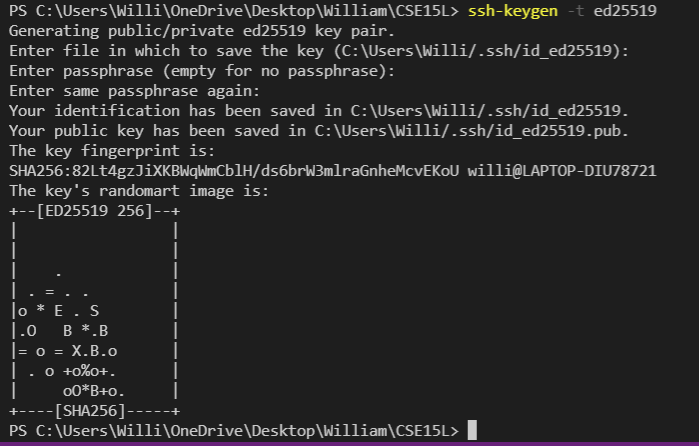 PS C:\Users\Willi\OneDrive\Desktop\William\CSE15L> ssh-keygen -t ed25519
Generating public/private ed25519 key pair.
Enter file in which to save the key (C:\Users\Willi/.ssh/id_ed25519):
Enter passphrase (empty for no passphrase):
Enter same passphrase again:
Your identification has been saved in C:\Users\Willi/.ssh/id_ed25519.
Your public key has been saved in C:\Users\Willi/.ssh/id_ed25519.pub.
The key fingerprint is:
SHA256:82Lt4gzJiXKBWqWmCblH/ds6brW3mlraGnheMcvEKoU willi@LAPTOP-DIU78721
The key's randomart image is:
+--[ED25519 256]--+
|                 |
|                 |
|    .            |
| . = . .         |
|o * E . S        |
|.O   B *.B       |
|= o = X.B.o      |
| . o +o%o+.      |
|     oO*B+o.     |
+----[SHA256]-----+
PS C:\Users\Willi\OneDrive\Desktop\William\CSE15L>